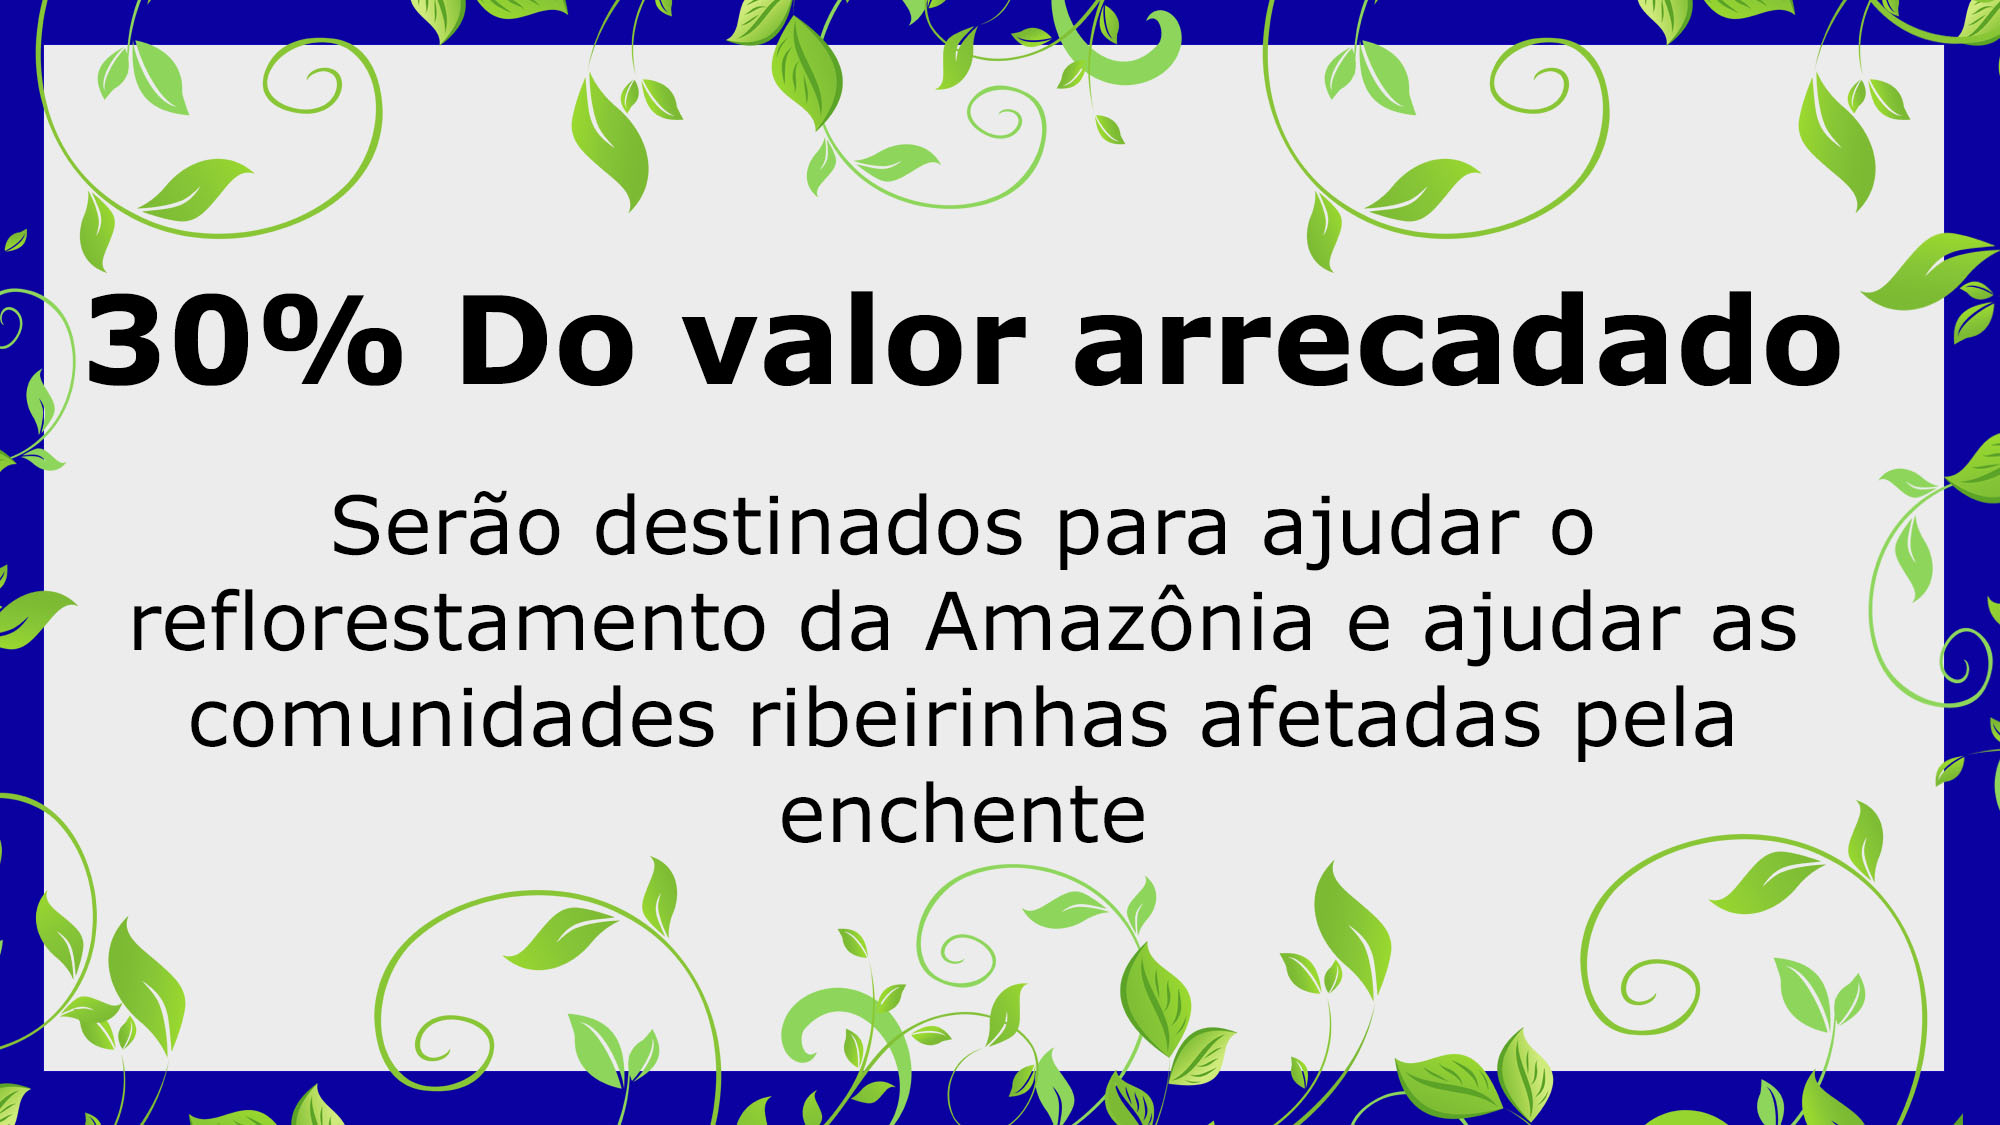 30% Do valor arrecadado
Serão destinados para ajudar o
reflorestamento da Amazônia e ajudar as
comunidades ribeirinhas afetadas pela
enchente